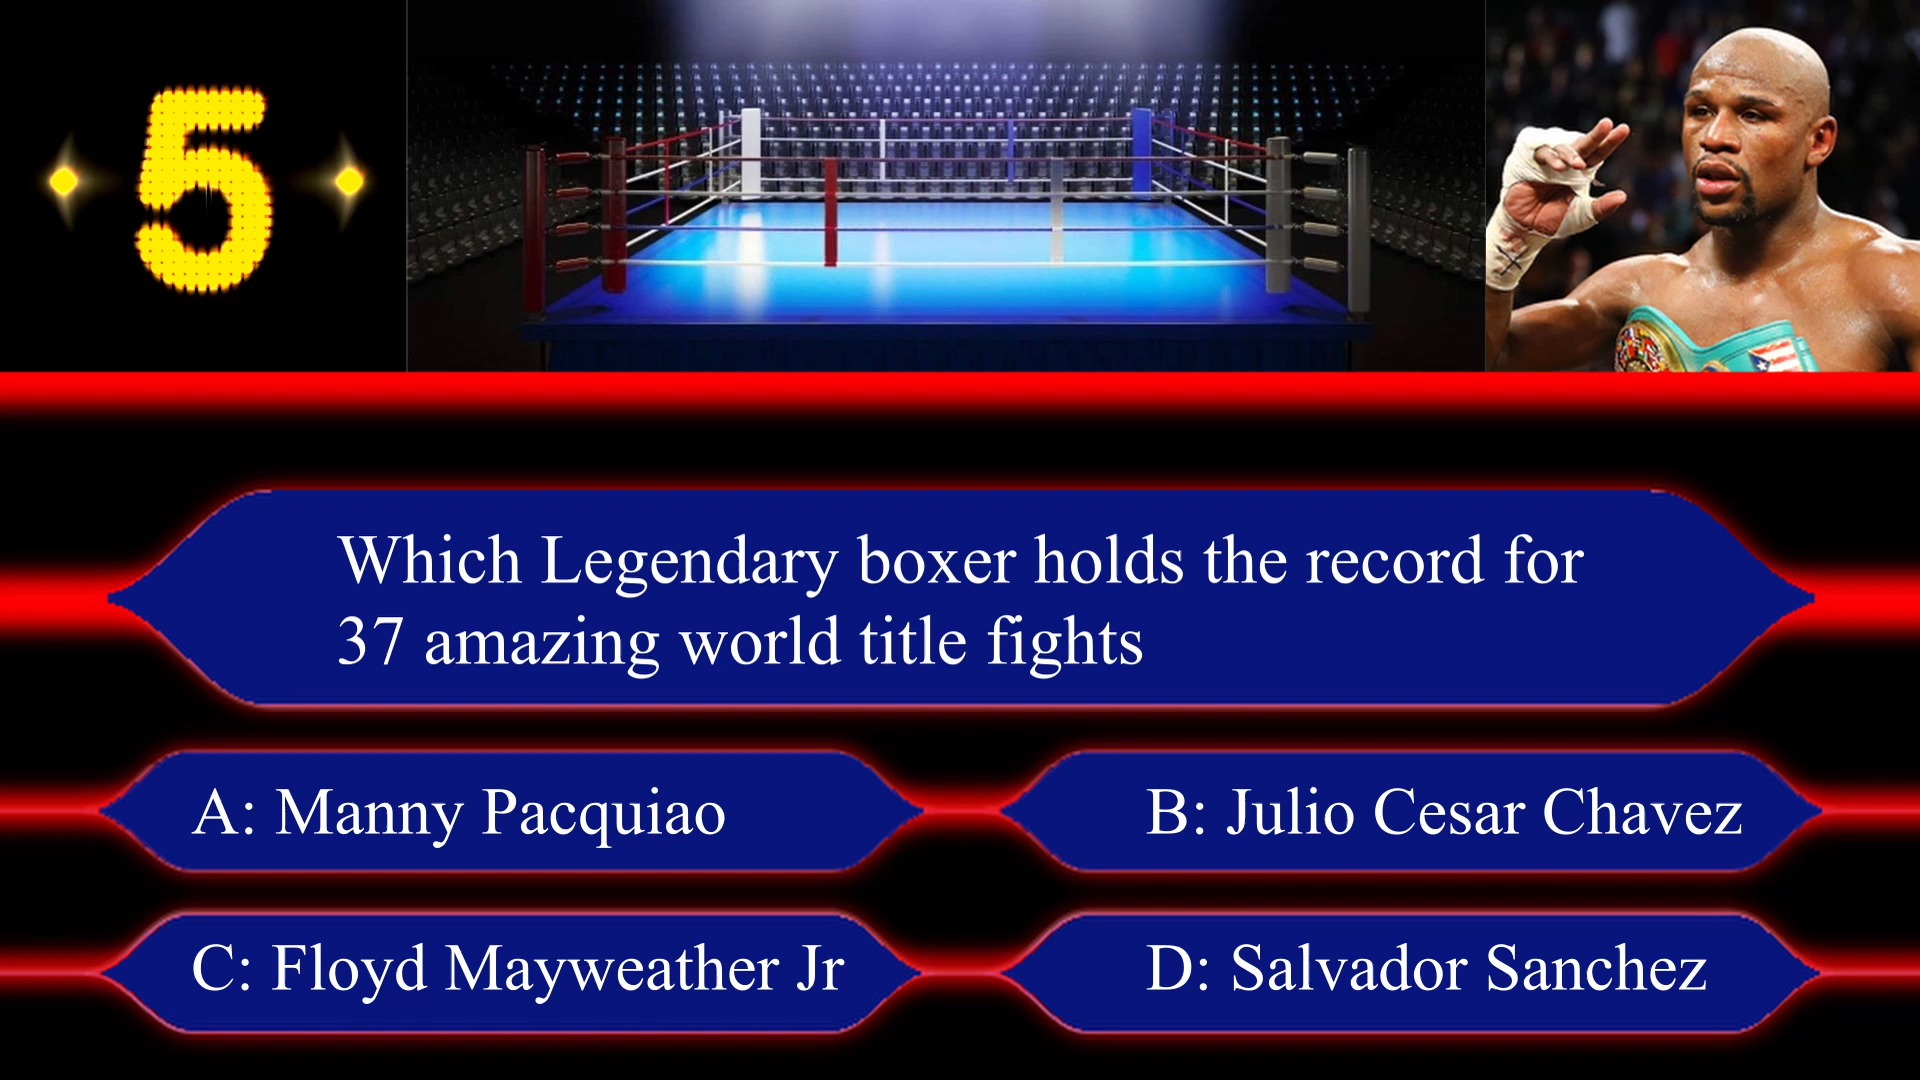 5
Which Legendary boxer holds the record for
37 amazing world title fights
A: Manny Pacquiao
B: Julio Cesar Chavez
C: Floyd Mayweather Jr
D: Salvador Sanchez